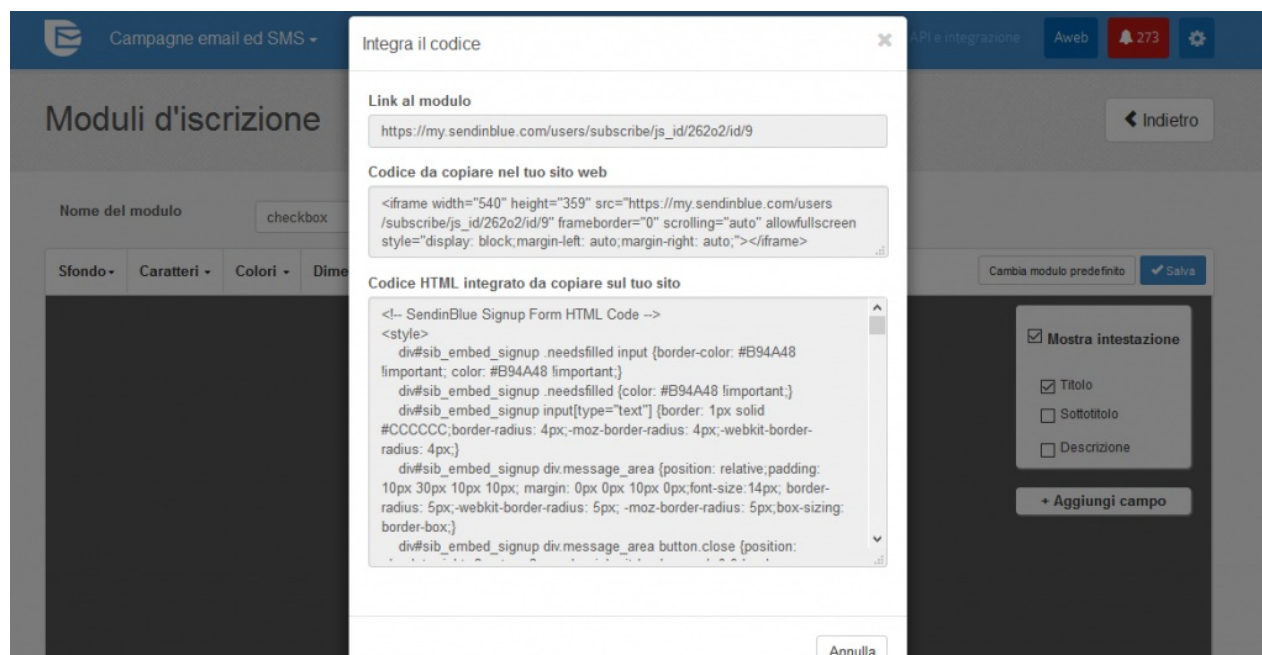 Campagne email ed SMS
API e integrazione
Aweb
273
Moduli d'iscrizione
Indietro
Nome del modulo
checkbox
Sfondo
Caratteri
Colori
Dime
Cambia modulo predefinito
Salva
Integra il codice
×
Link al modulo
https://my.sendinblue.com/users/subscribe/js_id/262o2/id/9
Codice da copiare nel tuo sito web
<iframe width="540" height="359" src="https://my.sendinblue.com/users
/subscribe/js_id/262o2/id/9" frameborder="0" scrolling="auto" allowfullscreen
style="display: block;margin-left: auto;margin-right: auto;"></iframe>
Codice HTML integrato da copiare sul tuo sito
<!-- SendinBlue Signup Form HTML Code -->
<style>
div#sib_embed_signup .needsfilled input {border-color: #B94A48
!important; color: #B94A48 !important;}
div#sib_embed_signup .needsfilled {color: #B94A48 !important;}
div#sib_embed_signup input[type="text"] {border: 1px solid
#CCCCCC;border-radius: 4px;-moz-border-radius: 4px;-webkit-border-
radius: 4px;}
div#sib_embed_signup div.message_area {position: relative;padding:
10px 30px 10px 10px; margin: 0px 0px 10px 0px;font-size:14px; border-
radius: 5px;-webkit-border-radius: 5px; -moz-border-radius: 5px;box-sizing:
border-box;}
div#sib_embed_signup div.message_area button.close {position:
Mostra intestazione
Titolo
Sottotitolo
Descrizione
+ Aggiungi campo
Annulla